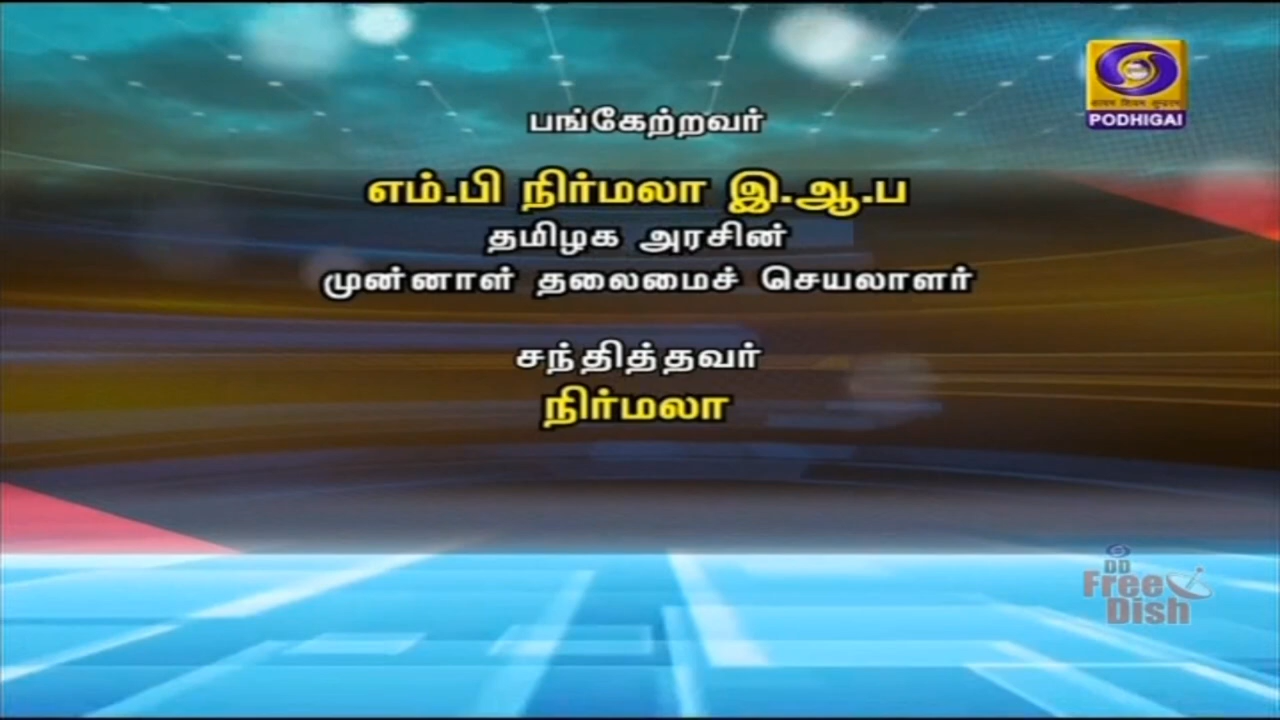 பங்கேற்றவர்
எம்.பி நிர்மலா இ.ஆ.ப
தமிழக அரசின்
முன்னாள் தலைமைச் செயலாளர்
சந்தித்தவர்
நிர்மலா
PODHIGAI
DD
Free
Dish